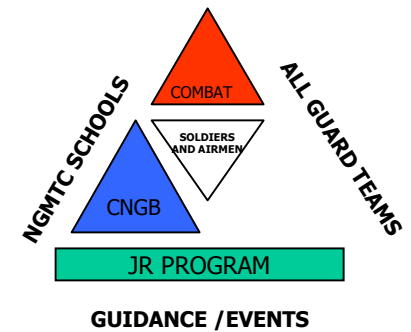 COMBAT
NGMTC SCHOOLS
ALL GUARD TEAMS
SOLDIERS
AND AIRMEN
CNGB
JR PROGRAM
GUIDANCE /EVENTS